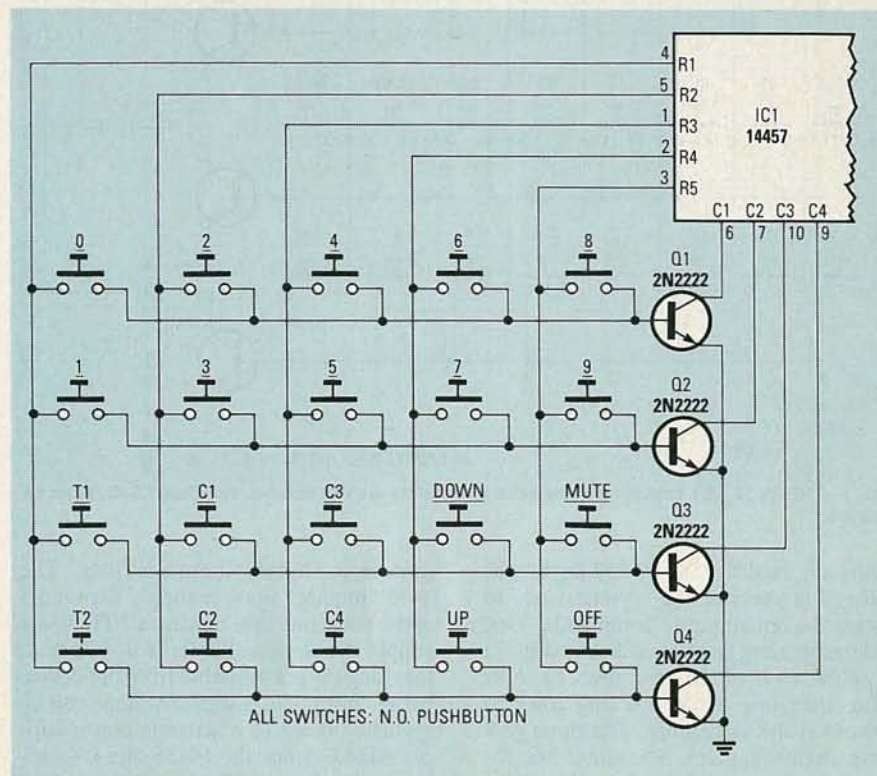 4 R1
5 R2
1 R3
2 R4
3 R5
IC1
14457
C1 C2 C3 C4
6 7 10 9
0 2 4 6 8
Q1
2N2222
1 3 5 7 9
Q2
2N2222
T1 C1 C3 DOWN MUTE
Q3
2N2222
T2 C2 C4 UP OFF
Q4
2N2222
ALL SWITCHES: N.O. PUSHBUTTON